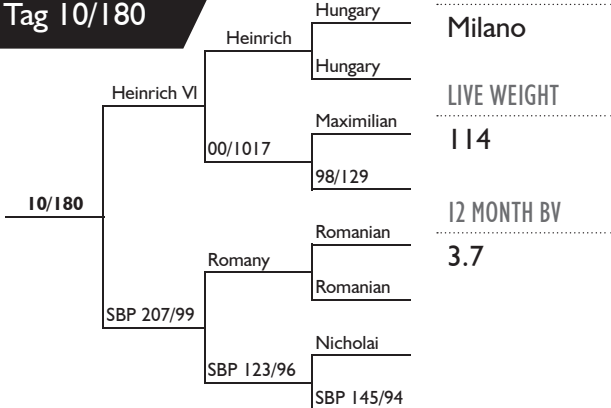 Tag 10/180
Hungary
Heinrich
Hungary
Heinrich VI
Maximilian
00/1017
98/129
10/180
Romanian
Romany
Romanian
SBP 207/99
Nicholai
SBP 123/96
SBP 145/94
Milano
LIVE WEIGHT
114
12 MONTH BV
3.7